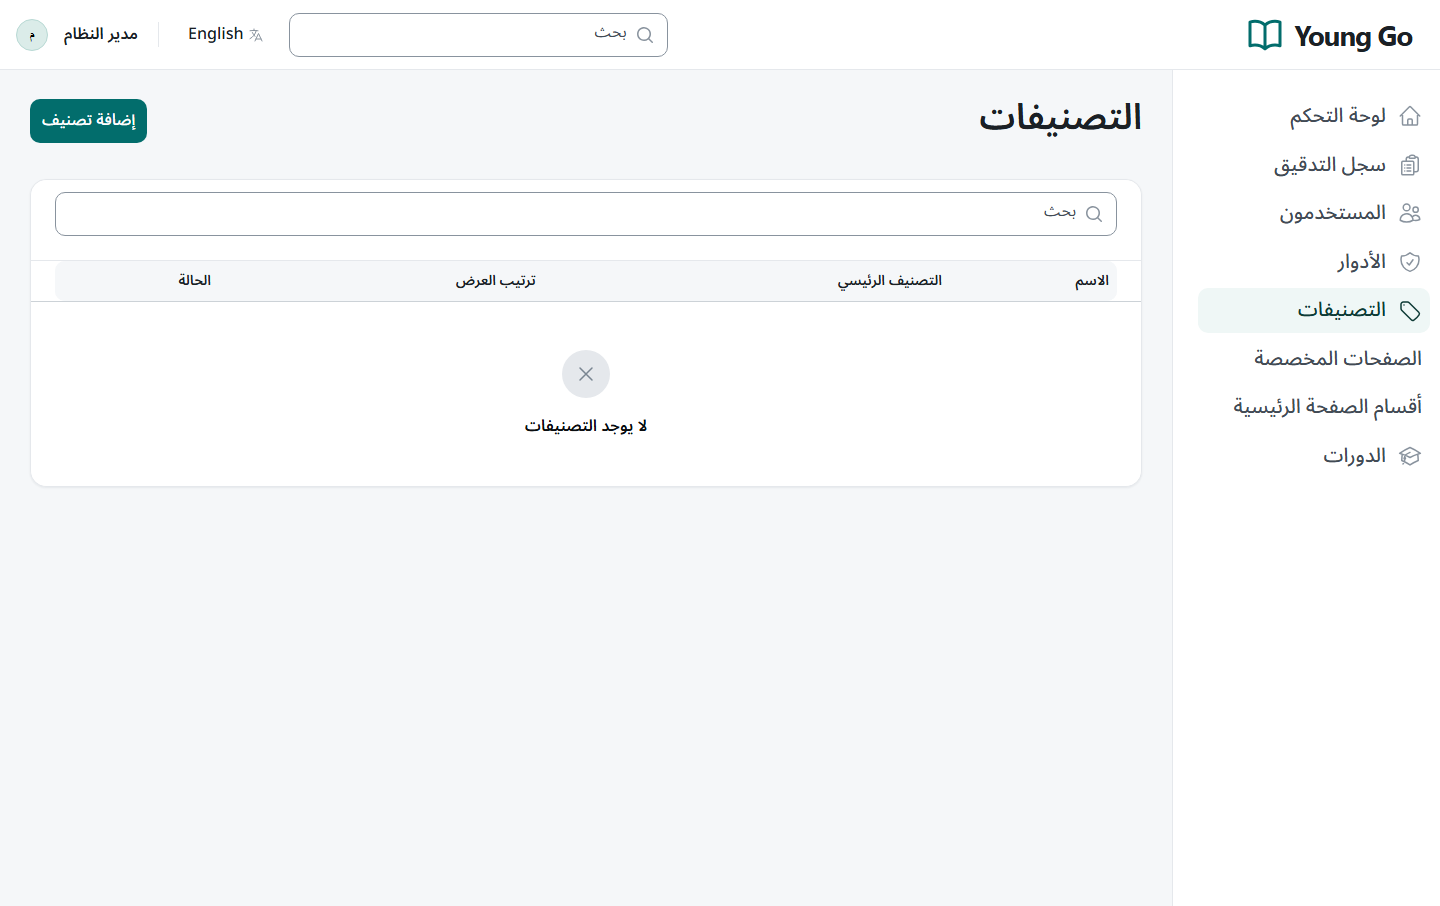 Young Go
بحث
English
مدير النظام
م
لوحة التحكم
سجل التدقيق
المستخدمون
الأدوار
التصنيفات
الصفحات المخصصة
أقسام الصفحة الرئيسية
الدورات
التصنيفات
إضافة تصنيف
بحث
الاسم التصنيف الرئيسي ترتيب العرض الحالة
لا يوجد التصنيفات